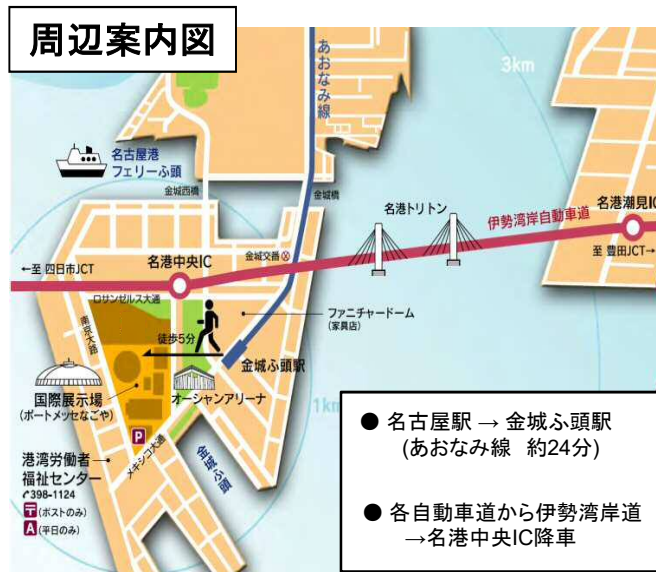 周辺案内図
あおなみ線
3km
名古屋港
フェリーふ頭
金城西橋
金城橋
名港トリトン
伊勢湾岸自動車道
名港潮見IC
至 豊田JCT→
←至 四日市JCT
名港中央IC
金城交番
ロサンゼルス大通
南京大路
徒歩5分
ファニチャードーム
(家具店)
金城ふ頭駅
国際展示場
(ポートメッセなごや)
オーシャンアリーナ
1km
P
メキシコ大通
金城ふ頭
港湾労働者
福祉センター
398-1124
〒(ポストのみ)
A(平日のみ)
● 名古屋駅 → 金城ふ頭駅
(あおなみ線 約24分)
● 各自動車道から伊勢湾岸道
→名港中央IC降車